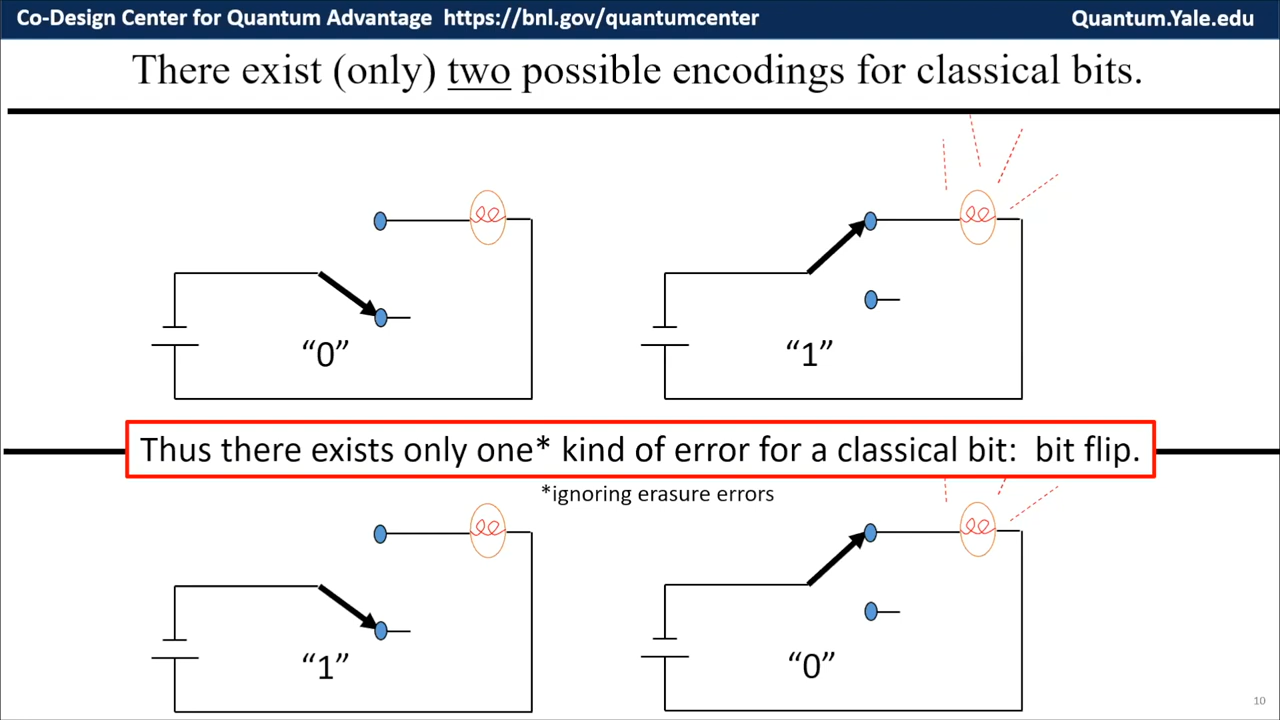 Co-Design Center for Quantum Advantage https://bnl.gov/quantumcenter Quantum.Yale.edu
There exist (only) two possible encodings for classical bits.
“0” “1”
Thus there exists only one* kind of error for a classical bit: bit flip.
*ignoring erasure errors
“1” “0”
10